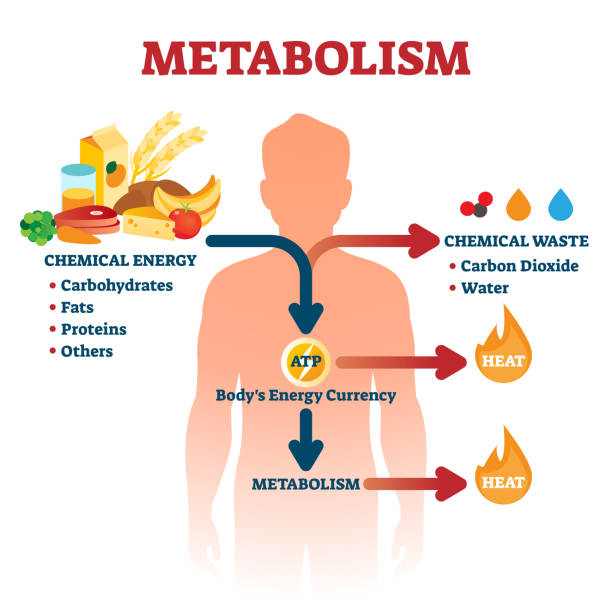 METABOLISM
CHEMICAL ENERGY
• Carbohydrates
• Fats
• Proteins
• Others
CHEMICAL WASTE
• Carbon Dioxide
• Water
ATP
HEAT
Body's Energy Currency
METABOLISM
HEAT